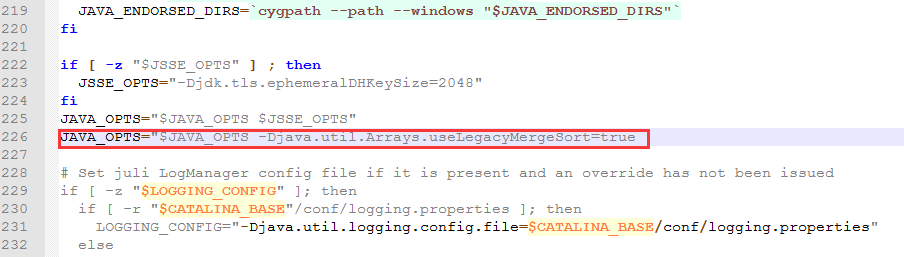 219 JAVA_ENDORSED_DIRS=`cygpath --path --windows "$JAVA_ENDORSED_DIRS"`
220 fi
221
222 if [ -z "$JSSE_OPTS" ] ; then
223 JSSE_OPTS="-Djdk.tls.ephemeralDHKeySize=2048"
224 fi
225 JAVA_OPTS="$JAVA_OPTS $JSSE_OPTS"
226 JAVA_OPTS="$JAVA_OPTS -Djava.util.Arrays.useLegacyMergeSort=true
227
228 # Set juli LogManager config file if it is present and an override has not been issued
229 if [ -z "$LOGGING_CONFIG" ]; then
230 if [ -r "$CATALINA_BASE"/conf/logging.properties ]; then
231 LOGGING_CONFIG="-Djava.util.logging.config.file=$CATALINA_BASE/conf/logging.properties"
232 else